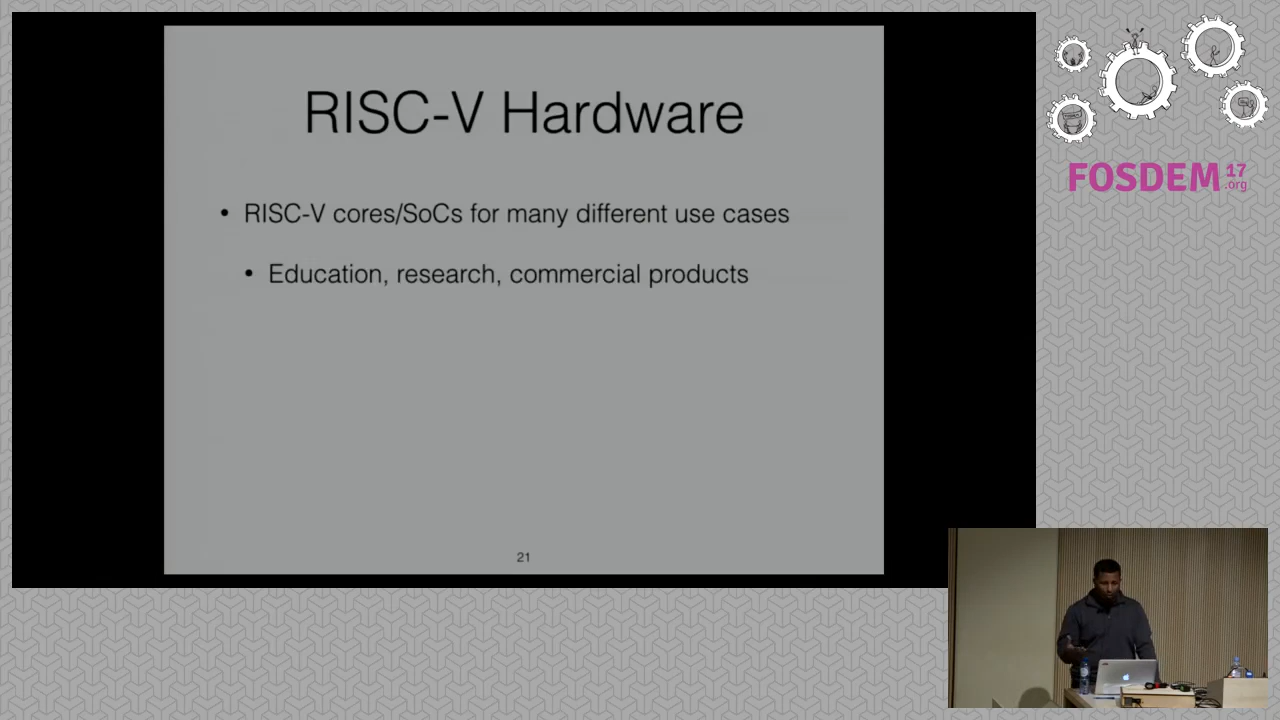 RISC-V Hardware
• RISC-V cores/SoCs for many different use cases
• Education, research, commercial products
21
FOSDEM 17
.org